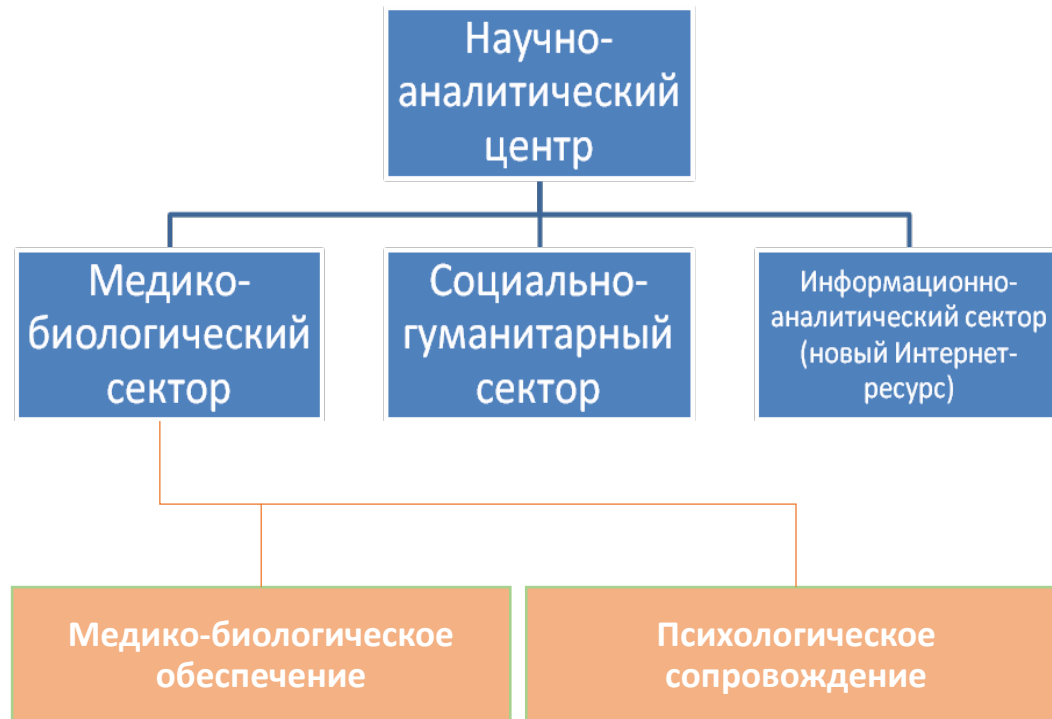 Научно-
аналитический
центр
Медико-
биологический
сектор
Социально-
гуманитарный
сектор
Информационно-
аналитический сектор
(новый Интернет-
ресурс)
Медико-биологическое
обеспечение
Психологическое
сопровождение